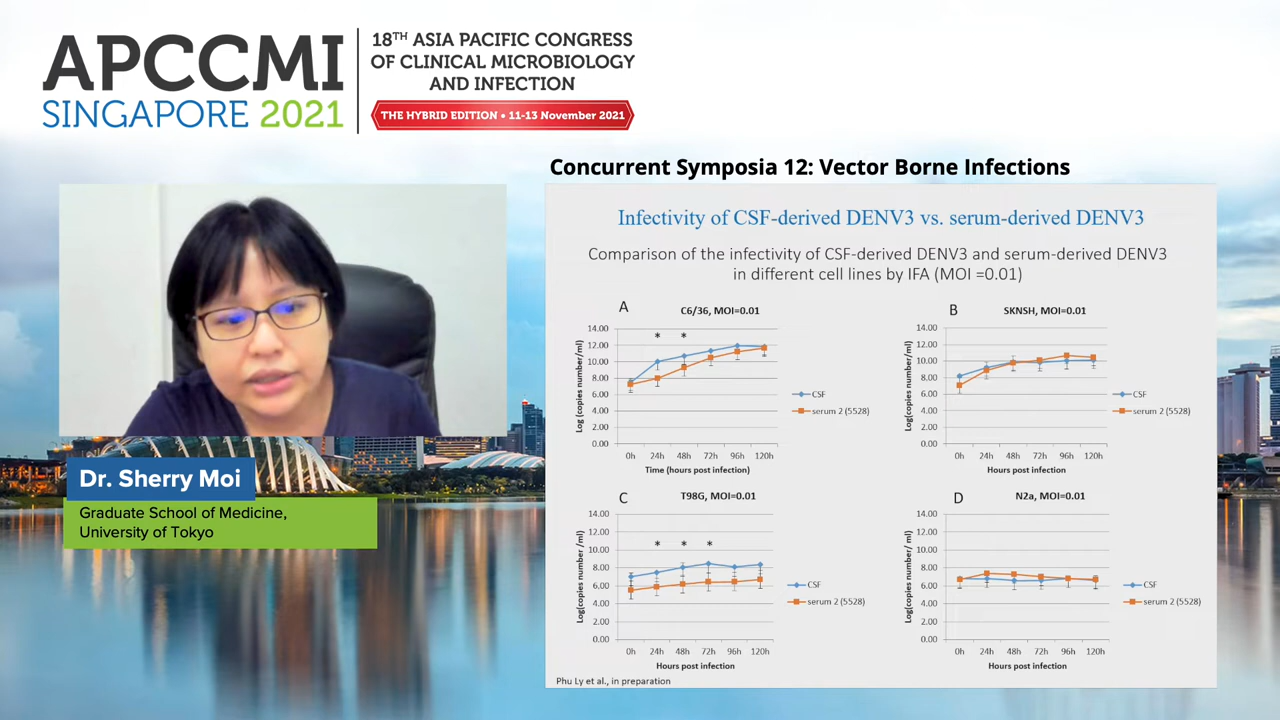 APCCMI
SINGAPORE 2021
18TH ASIA PACIFIC CONGRESS
OF CLINICAL MICROBIOLOGY
AND INFECTION
THE HYBRID EDITION • 11-13 November 2021
Concurrent Symposia 12: Vector Borne Infections
Dr. Sherry Moi
Graduate School of Medicine,
University of Tokyo
Infectivity of CSF-derived DENV3 vs. serum-derived DENV3
Comparison of the infectivity of CSF-derived DENV3 and serum-derived DENV3
in different cell lines by IFA (MOI =0.01)
A
C6/36, MOI=0.01
Log (copies number/ml)
14.00
12.00
10.00
8.00
6.00
4.00
2.00
0.00
* *
0h 24h 48h 72h 96h 120h
Time (hours post infection)
CSF
serum 2 (5528)
B
SKNSH, MOI=0.01
Log(copies number/ml)
14.00
12.00
10.00
8.00
6.00
4.00
2.00
0.00
0h 24h 48h 72h 96h 120h
Hours post infection
CSF
serum 2 (5528)
C
T98G, MOI=0.01
Log(copies number /ml)
14.00
12.00
10.00
8.00
6.00
4.00
2.00
0.00
* * *
0h 24h 48h 72h 96h 120h
Hours post infection
CSF
serum 2 (5528)
D
N2a, MOI=0.01
Log(copies number/ ml)
14.00
12.00
10.00
8.00
6.00
4.00
2.00
0.00
0h 24h 48h 72h 96h 120h
Hours post infection
CSF
serum 2 (5528)
Phu Ly et al., in preparation